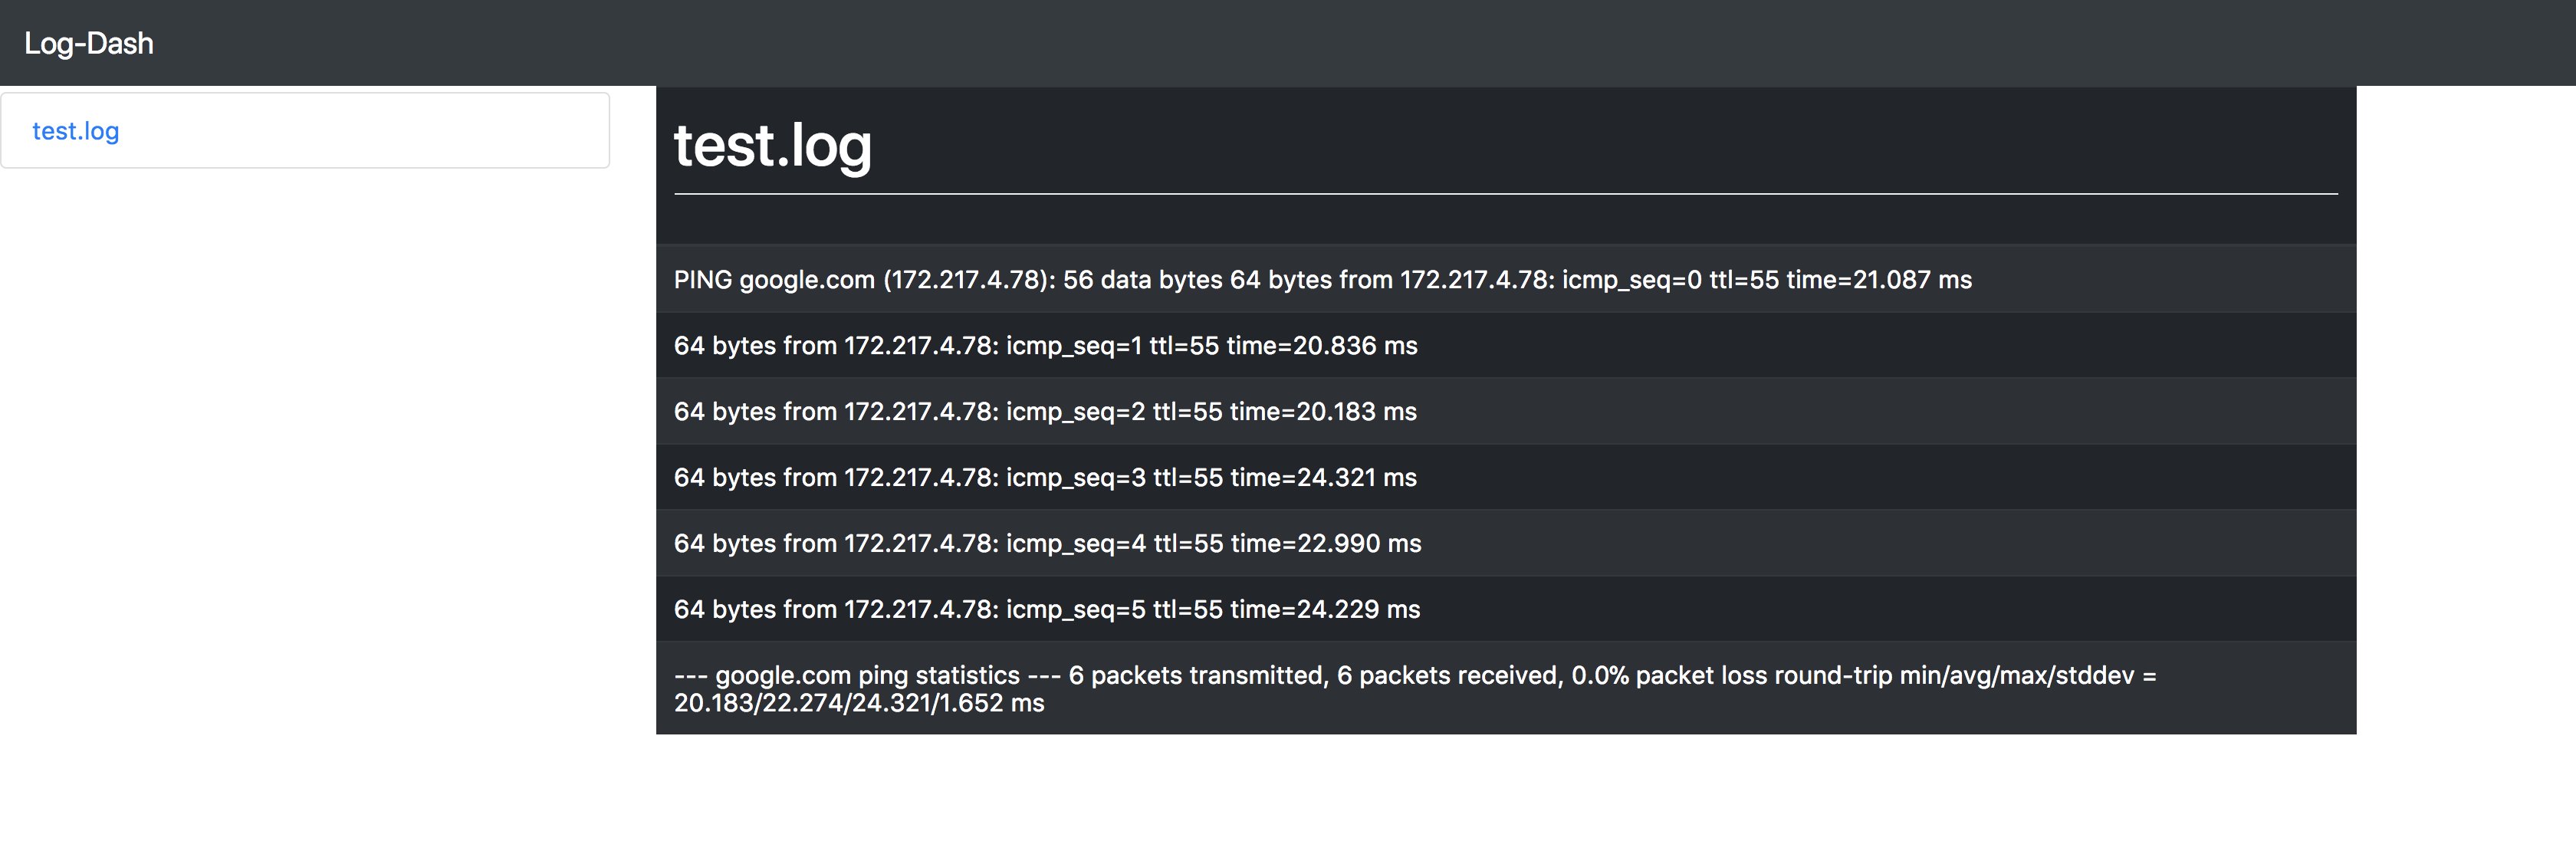 Log-Dash
test.log
test.log
PING google.com (172.217.4.78): 56 data bytes 64 bytes from 172.217.4.78: icmp_seq=0 ttl=55 time=21.087 ms
64 bytes from 172.217.4.78: icmp_seq=1 ttl=55 time=20.836 ms
64 bytes from 172.217.4.78: icmp_seq=2 ttl=55 time=20.183 ms
64 bytes from 172.217.4.78: icmp_seq=3 ttl=55 time=24.321 ms
64 bytes from 172.217.4.78: icmp_seq=4 ttl=55 time=22.990 ms
64 bytes from 172.217.4.78: icmp_seq=5 ttl=55 time=24.229 ms
--- google.com ping statistics --- 6 packets transmitted, 6 packets received, 0.0% packet loss round-trip min/avg/max/stddev =
20.183/22.274/24.321/1.652 ms